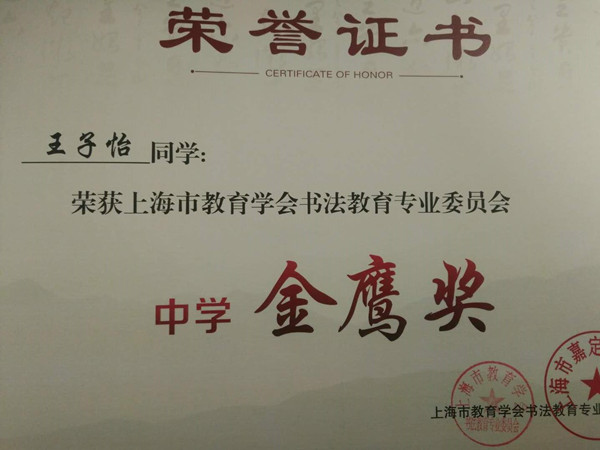 荣誉证书
CERTIFICATE OF HONOR
王子怡同学:
荣获上海市教育学会书法教育专业委员会
中学 金鹰奖
上海市教育学会
上海市嘉定
上海市教育学会书法教育专业